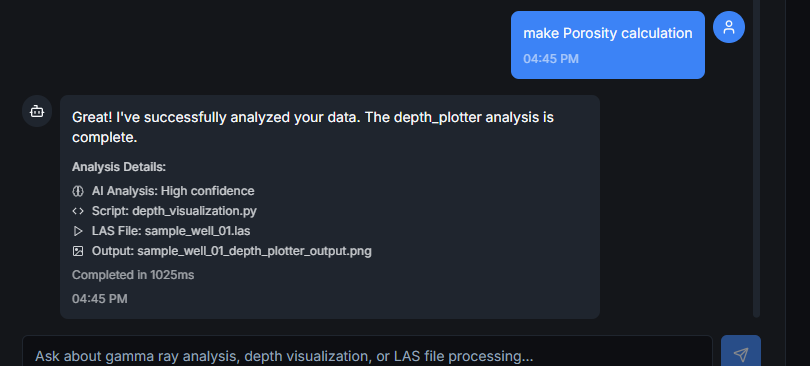 make Porosity calculation
04:45 PM
Great! I've successfully analyzed your data. The depth_plotter analysis is
complete.
Analysis Details:
AI Analysis: High confidence
Script: depth_visualization.py
LAS File: sample_well_01.las
Output: sample_well_01_depth_plotter_output.png
Completed in 1025ms
04:45 PM
Ask about gamma ray analysis, depth visualization, or LAS file processing...